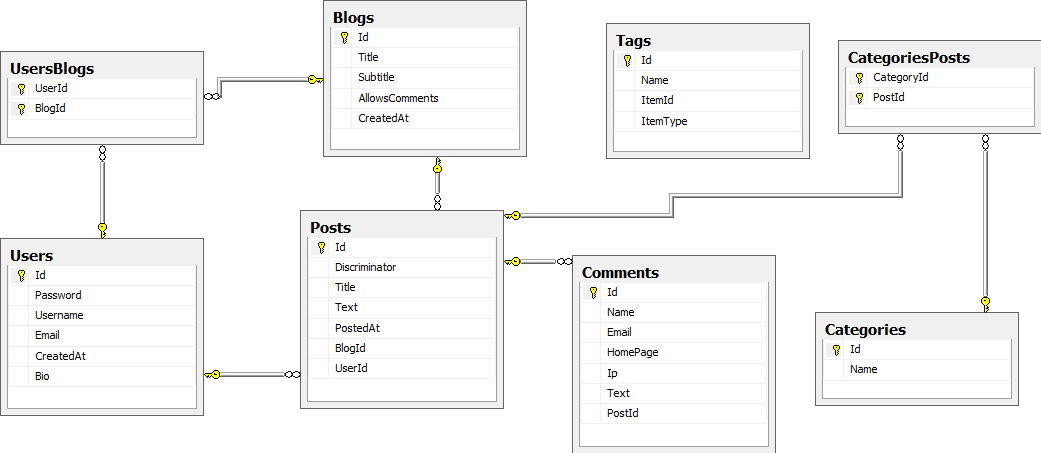 Blogs
Id
Title
Subtitle
AllowsComments
CreatedAt
UsersBlogs
UserId
BlogId
Tags
Id
Name
ItemId
ItemType
CategoriesPosts
CategoryId
PostId
Users
Id
Password
Username
Email
CreatedAt
Bio
Posts
Id
Discriminator
Title
Text
PostedAt
BlogId
UserId
Comments
Id
Name
Email
HomePage
Ip
Text
PostId
Categories
Id
Name